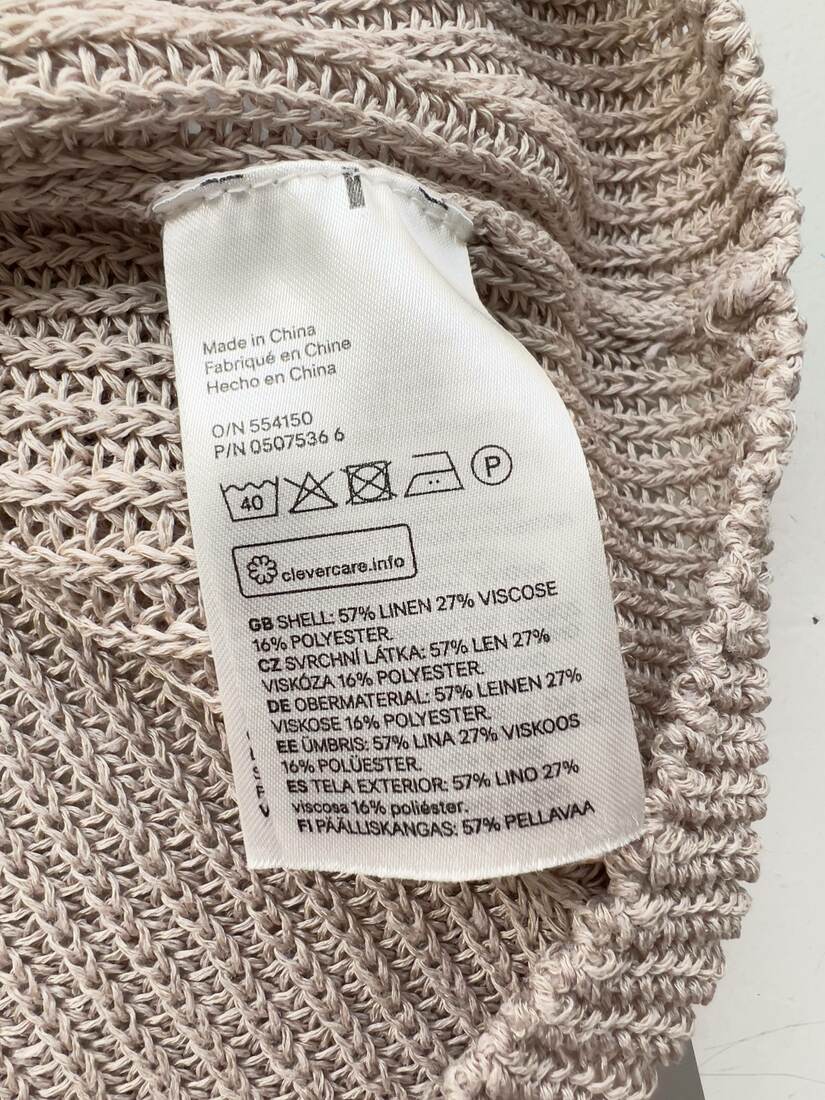 Made in China
Fabriqué en Chine
Hecho en China
O/N 554150
P/N 0507536 6
40
P
clevercare.info
GB SHELL: 57% LINEN 27% VISCOSE
16% POLYESTER.
CZ SVRCHNÍ LÁTKA: 57% LEN 27%
VISKÓZA 16% POLYESTER.
DE OBERMATERIAL: 57% LEINEN 27%
VISKOSE 16% POLYESTER.
EE ÜMBRIS: 57% LINA 27% VISKOOS
16% POLÜESTER.
ES TELA EXTERIOR: 57% LINO 27%
viscosa 16% poliéster.
FI PÄÄLLISKANGAS: 57% PELLAVAA